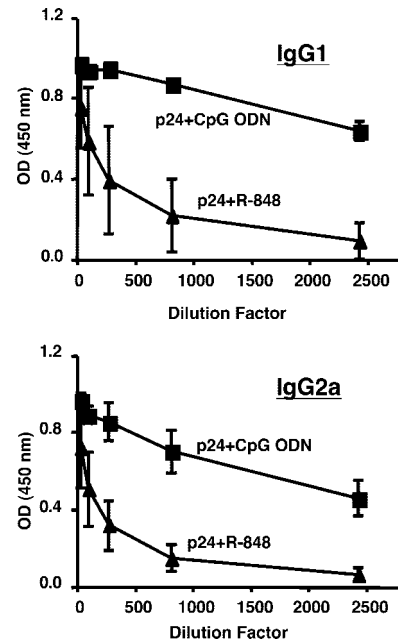 IgG1
1.2
0.8
0.4
0.0
OD (450 nm)
p24+CpG ODN
p24+R-848
0 500 1000 1500 2000 2500
Dilution Factor
IgG2a
1.2
0.8
0.4
0.0
OD (450 nm)
p24+CpG ODN
p24+R-848
0 500 1000 1500 2000 2500
Dilution Factor